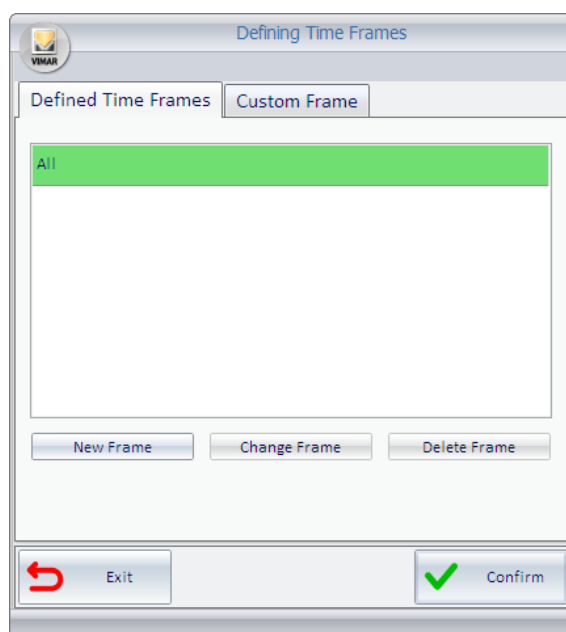 Defining Time Frames
VIMAR
Defined Time Frames Custom Frame
All
New Frame Change Frame Delete Frame
Exit Confirm